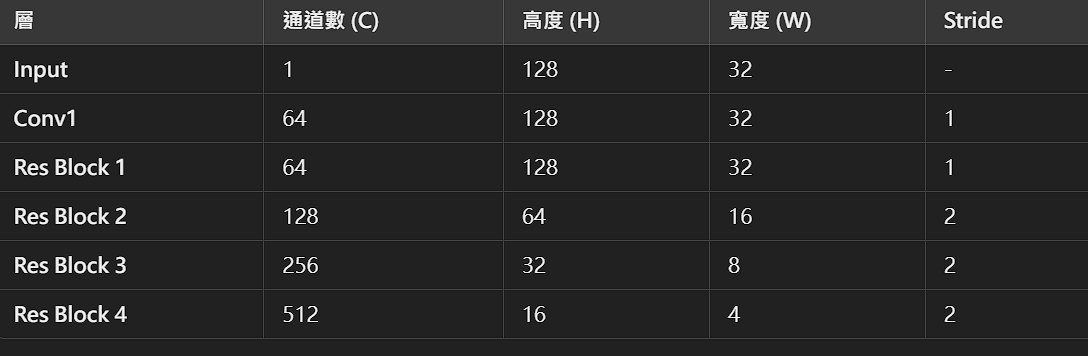 層 通道數 (C) 高度 (H) 寬度 (W) Stride
Input 1 128 32 -
Conv1 64 128 32 1
Res Block 1 64 128 32 1
Res Block 2 128 64 16 2
Res Block 3 256 32 8 2
Res Block 4 512 16 4 2